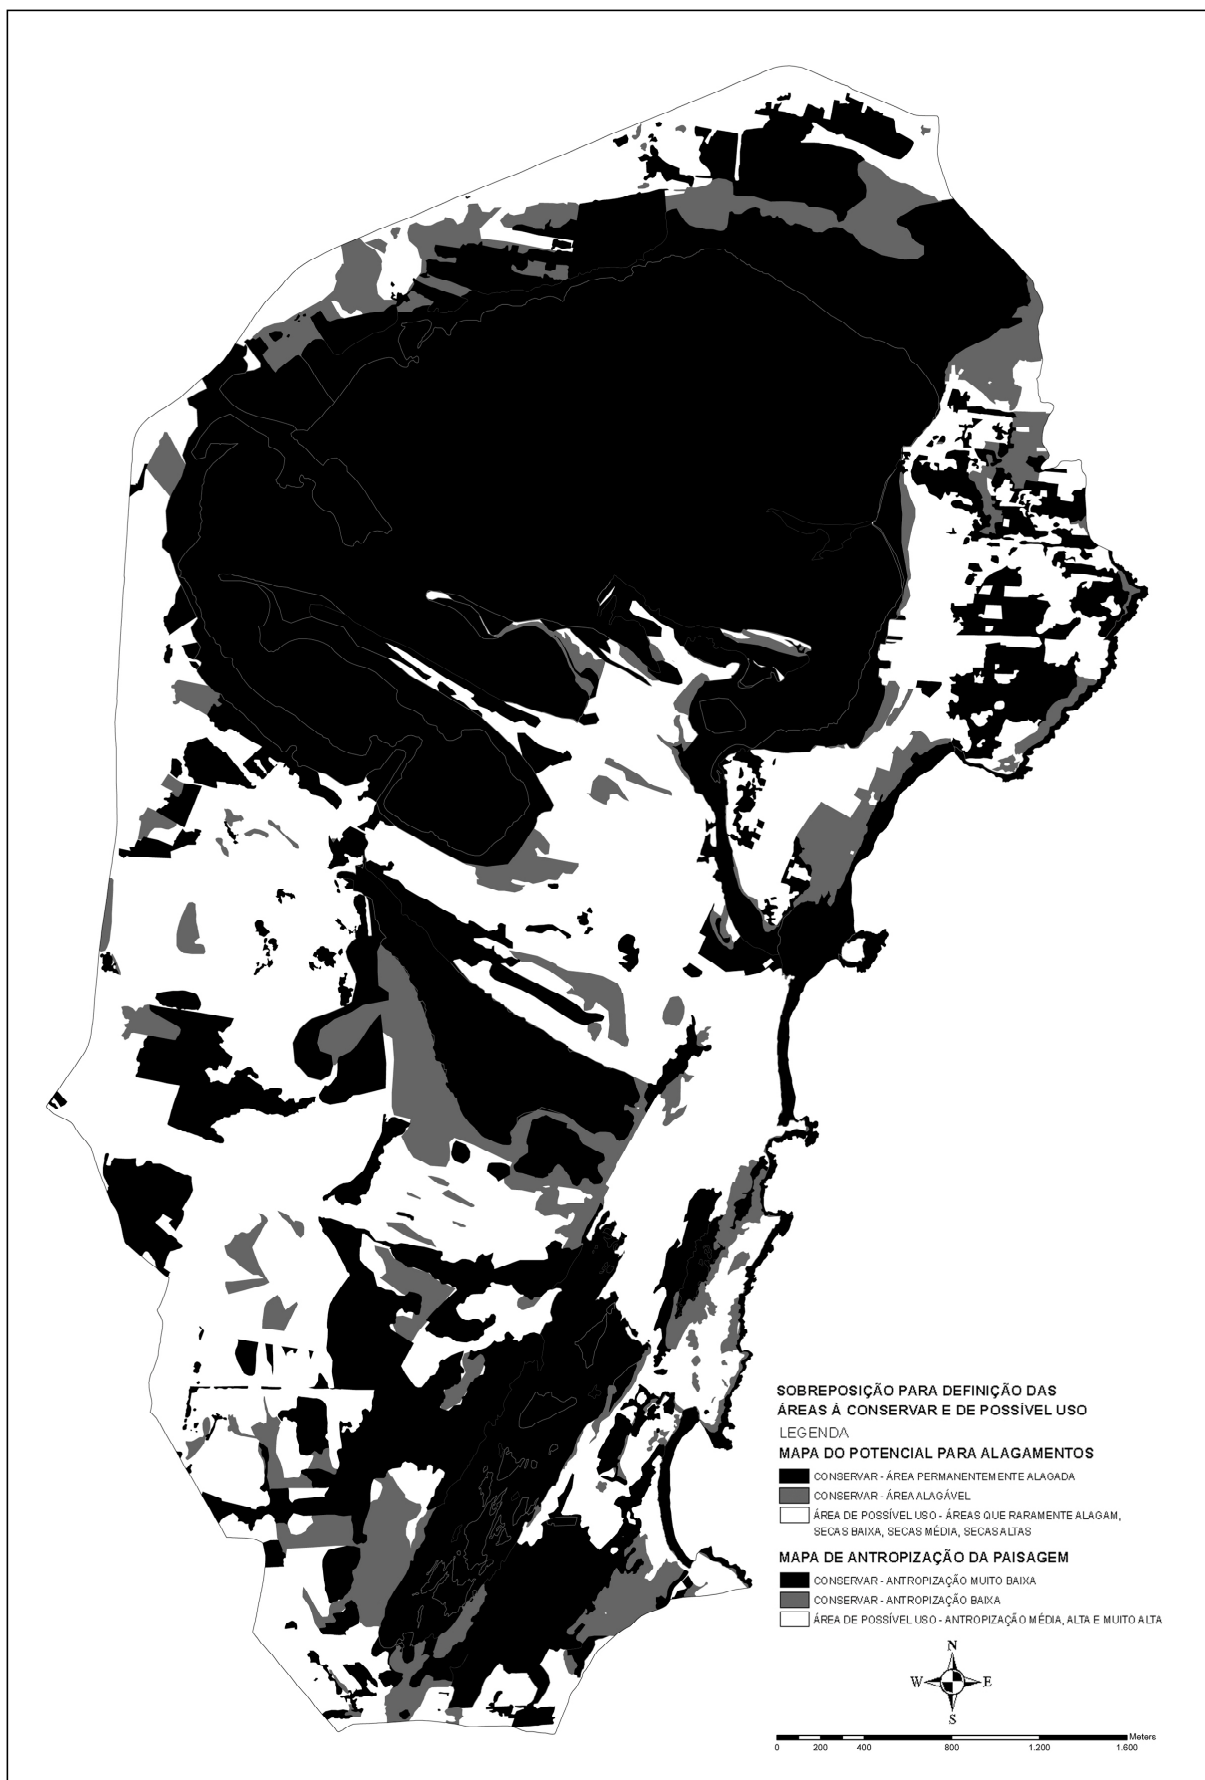 SOBREPOSIÇÃO PARA DEFINIÇÃO DAS
ÁREAS À CONSERVAR E DE POSSÍVEL USO
LEGENDA
MAPA DO POTENCIAL PARA ALAGAMENTOS
CONSERVAR - ÁREA PERMANENTEMENTE ALAGADA
CONSERVAR - ÁREA ALAGÁVEL
ÁREA DE POSSÍVEL USO - ÁREAS QUE RARAMENTE ALAGAM,
SECAS BAIXA, SECAS MÉDIA, SECAS ALTAS
MAPA DE ANTROPIZAÇÃO DA PAISAGEM
CONSERVAR - ANTROPIZAÇÃO MUITO BAIXA
CONSERVAR - ANTROPIZAÇÃO BAIXA
ÁREA DE POSSÍVEL USO - ANTROPIZAÇÃO MÉDIA, ALTA E MUITO ALTA
N
W E
S
Meters
0 200 400 800 1.200 1.600